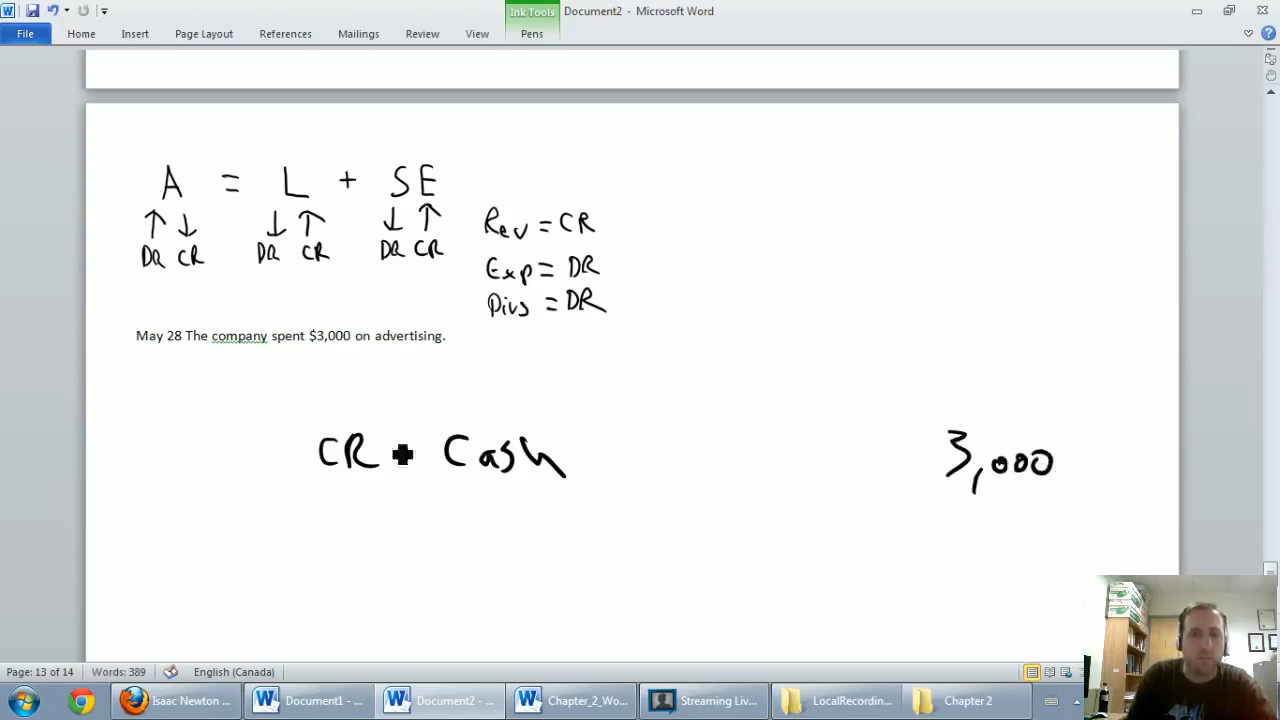 Ink Tools
Document2 - Microsoft Word
File Home Insert Page Layout References Mailings Review View Pens
A = L + SE
DR CR DR CR DR CR
Rev = CR
Exp = DR
Divs = DR
May 28 The company spent $3,000 on advertising.
CR Cash 3,000
Page: 13 of 14 Words: 389 English (Canada)
Isaac Newton ... Document1 - ... Document2 - ... Chapter_2_Wo... Streaming Liv... LocalRecordin... Chapter 2